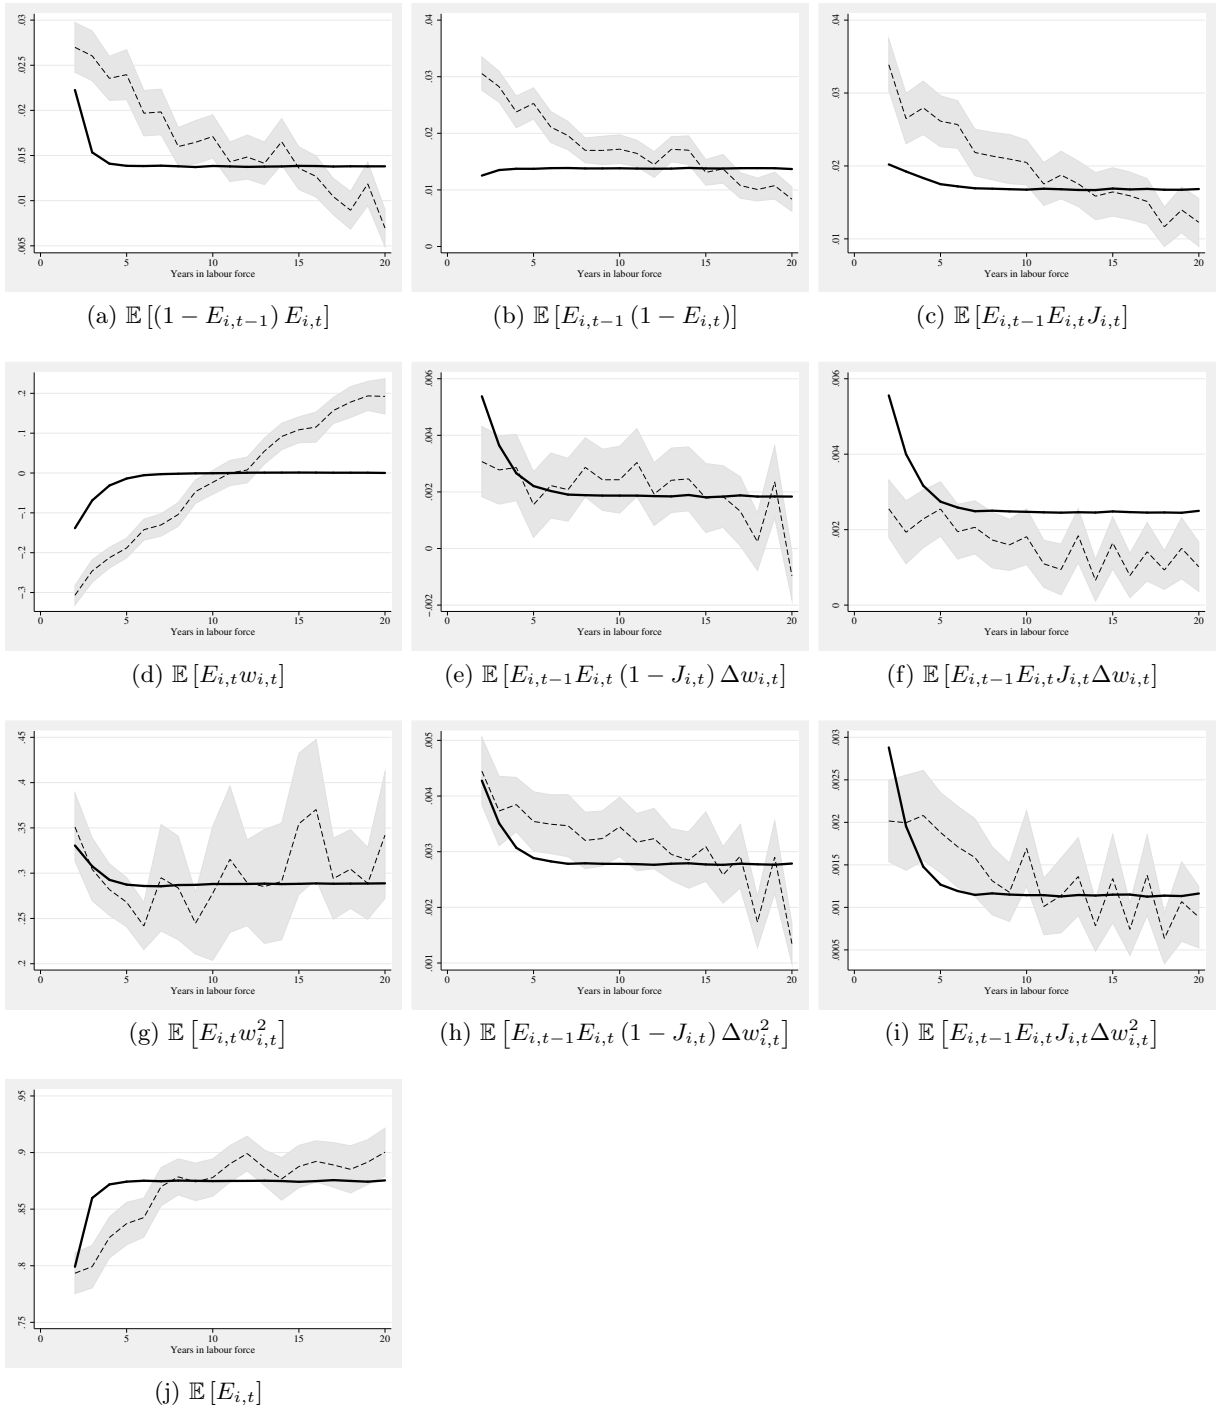 .03 .025 .02 .015 .01 .005
0 5 10 15 20
Years in labour force
(a) 𝔼 [(1 − E_{i,t−1}) E_{i,t}]
.04 .03 .02 .01 0
0 5 10 15 20
Years in labour force
(b) 𝔼 [E_{i,t−1} (1 − E_{i,t})]
.04 .03 .02 .01
0 5 10 15 20
Years in labour force
(c) 𝔼 [E_{i,t−1}E_{i,t}J_{i,t}]
.2 .1 0 -.1 -.2 -.3
0 5 10 15 20
Years in labour force
(d) 𝔼 [E_{i,t}w_{i,t}]
.006 .004 .002 0 -.002
0 5 10 15 20
Years in labour force
(e) 𝔼 [E_{i,t−1}E_{i,t} (1 − J_{i,t}) Δw_{i,t}]
.006 .004 .002 0
0 5 10 15 20
Years in labour force
(f) 𝔼 [E_{i,t−1}E_{i,t}J_{i,t}Δw_{i,t}]
.45 .4 .35 .3 .25 .2
0 5 10 15 20
Years in labour force
(g) 𝔼 [E_{i,t}w²_{i,t}]
.005 .004 .003 .002 .001
0 5 10 15 20
Years in labour force
(h) 𝔼 [E_{i,t−1}E_{i,t} (1 − J_{i,t}) Δw²_{i,t}]
.003 .0025 .002 .0015 .001 .0005
0 5 10 15 20
Years in labour force
(i) 𝔼 [E_{i,t−1}E_{i,t}J_{i,t}Δw²_{i,t}]
.95 .9 .85 .8 .75
0 5 10 15 20
Years in labour force
(j) 𝔼 [E_{i,t}]